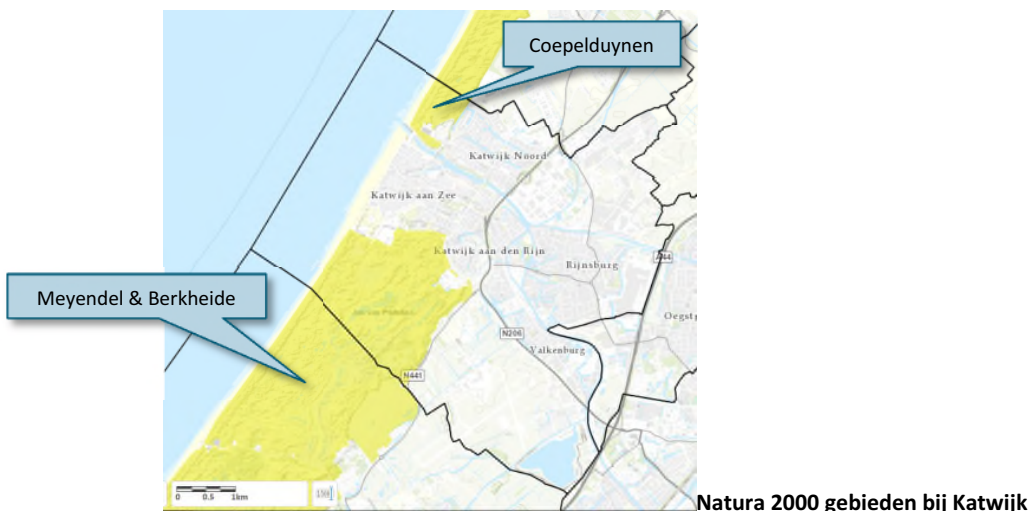 Coepelduynen
Katwijk Noord
Katwijk aan Zee
Katwijk aan den Rijn
Rijnsburg
A44
Meyendel & Berkheide
Oegstg
N206
Valkenburg
N441
0 0.5 1km
Natura 2000 gebieden bij Katwijk